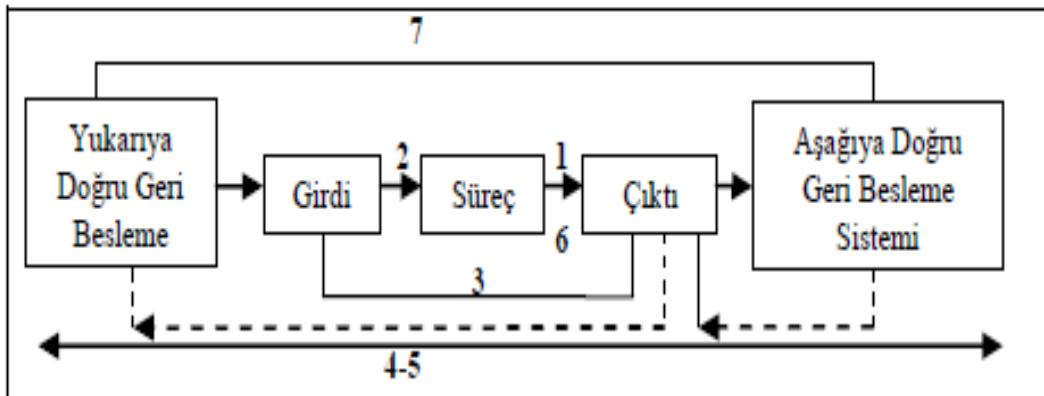 7
Yukarıya
Doğru Geri
Besleme
Girdi
2
Süreç
1
6
Çıktı
Aşağıya Doğru
Geri Besleme
Sistemi
3
4-5